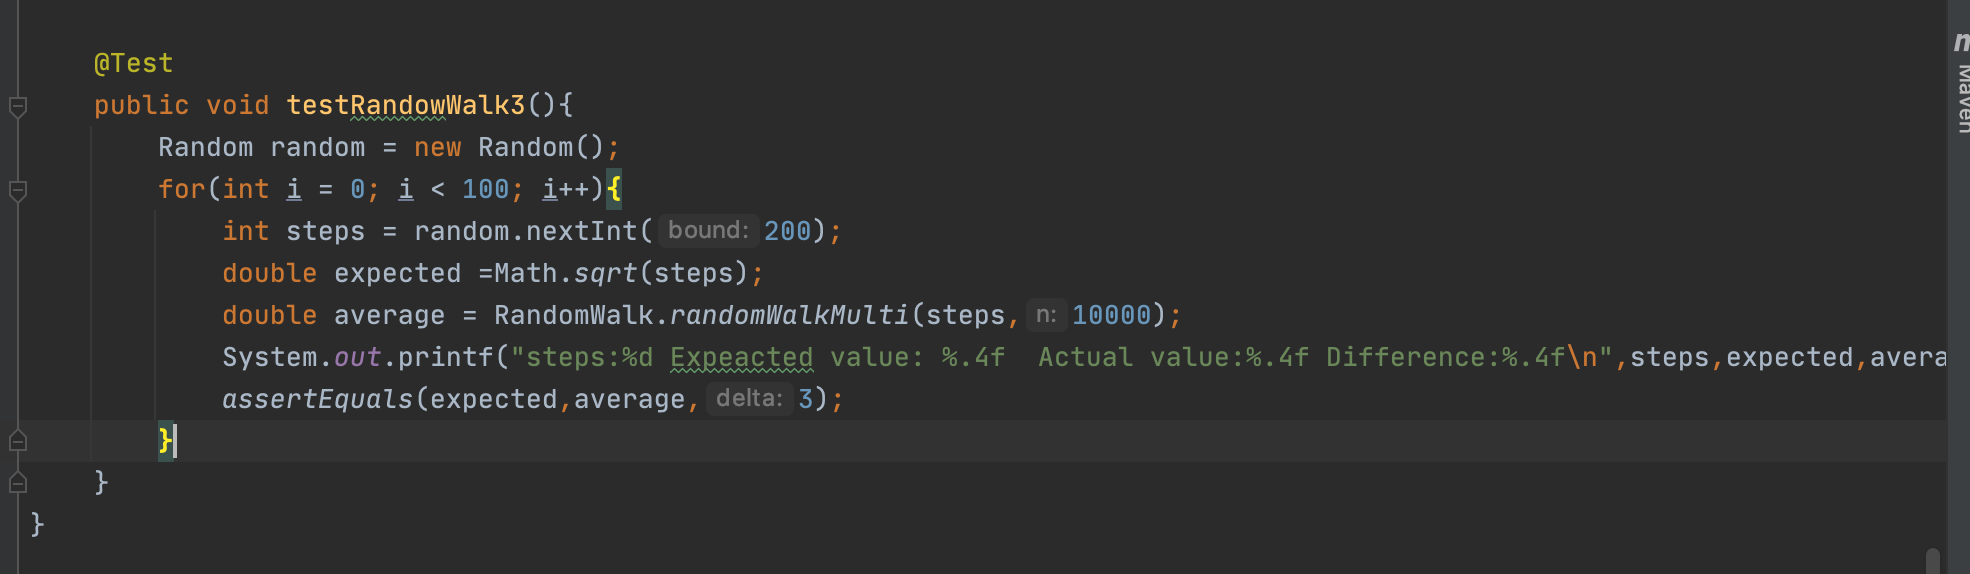 @Test
public void testRandowWalk3(){
Random random = new Random();
for(int i = 0; i < 100; i++){
int steps = random.nextInt( bound: 200);
double expected =Math.sqrt(steps);
double average = RandomWalk.randomWalkMulti(steps, n: 10000);
System.out.printf("steps:%d Expeacted value: %.4f  Actual value:%.4f Difference:%.4f\n",steps,expected,avera
assertEquals(expected,average, delta: 3);
}
}
}
Maven